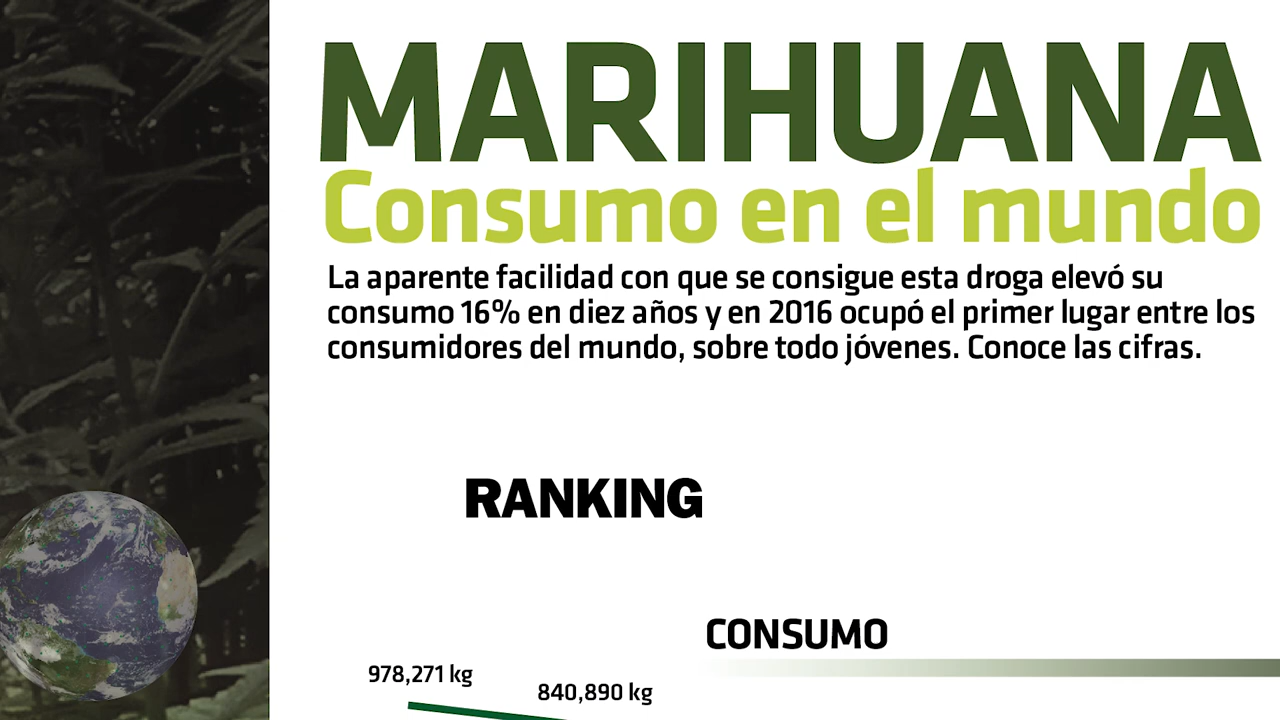 MARIHUANA
Consumo en el mundo
La aparente facilidad con que se consigue esta droga elevó su
consumo 16% en diez años y en 2016 ocupó el primer lugar entre los
consumidores del mundo, sobre todo jóvenes. Conoce las cifras.
RANKING
CONSUMO
978,271 kg
840,890 kg